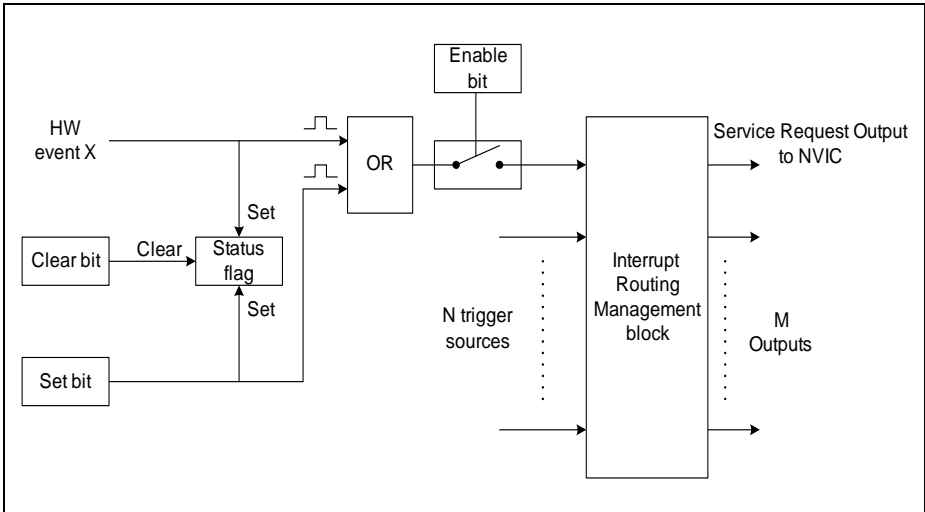 Enable
bit
HW
event X
OR
Service Request Output
to NVIC
Set
Clear bit
Clear
Status
flag
Set
Set bit
N trigger
sources
Interrupt
Routing
Management
block
M
Outputs